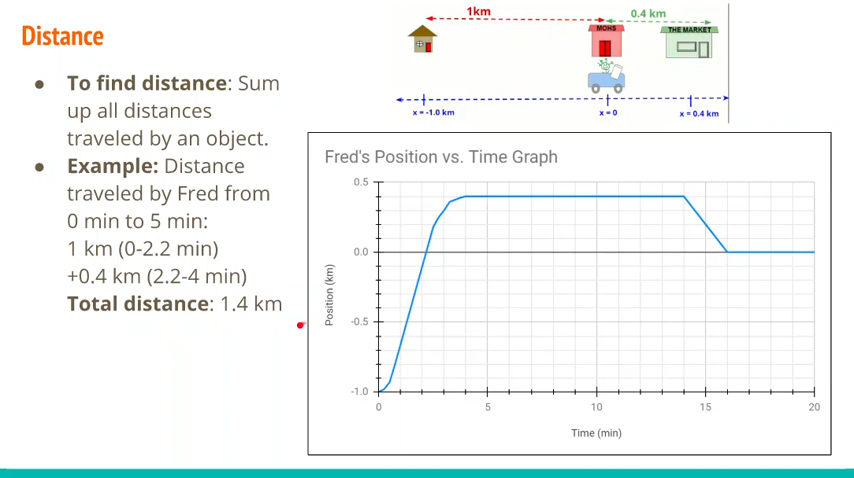 Distance
● To find distance: Sum
up all distances
traveled by an object.
● Example: Distance
traveled by Fred from
0 min to 5 min:
1 km (0-2.2 min)
+0.4 km (2.2-4 min)
Total distance: 1.4 km
1km
0.4 km
MOHS
THE MARKET
x = -1.0 km
x = 0
x = 0.4 km
Fred's Position vs. Time Graph
Position (km)
0.5
0.0
-0.5
-1.0
0 5 10 15 20
Time (min)